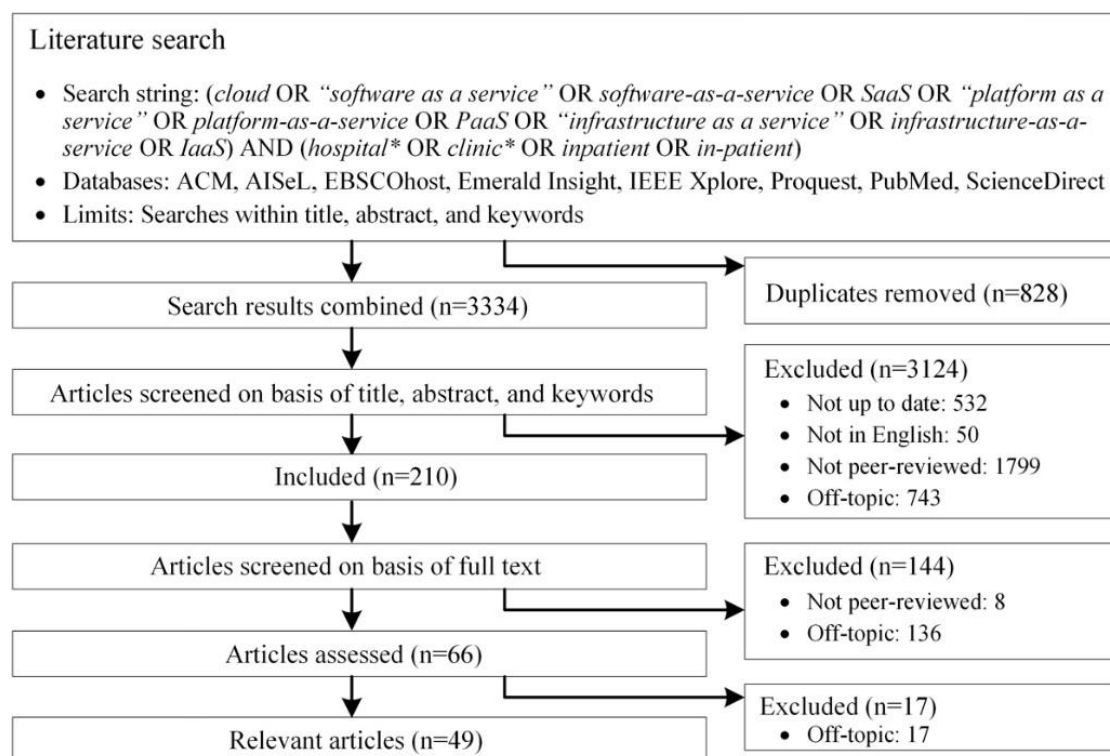 Literature search
• Search string: (cloud OR “software as a service” OR software-as-a-service OR SaaS OR “platform as a
service” OR platform-as-a-service OR PaaS OR “infrastructure as a service” OR infrastructure-as-a-
service OR IaaS) AND (hospital* OR clinic* OR inpatient OR in-patient)
• Databases: ACM, AISeL, EBSCOhost, Emerald Insight, IEEE Xplore, Proquest, PubMed, ScienceDirect
• Limits: Searches within title, abstract, and keywords
Search results combined (n=3334)
Duplicates removed (n=828)
Articles screened on basis of title, abstract, and keywords
Excluded (n=3124)
• Not up to date: 532
• Not in English: 50
• Not peer-reviewed: 1799
• Off-topic: 743
Included (n=210)
Articles screened on basis of full text
Excluded (n=144)
• Not peer-reviewed: 8
• Off-topic: 136
Articles assessed (n=66)
Excluded (n=17)
• Off-topic: 17
Relevant articles (n=49)